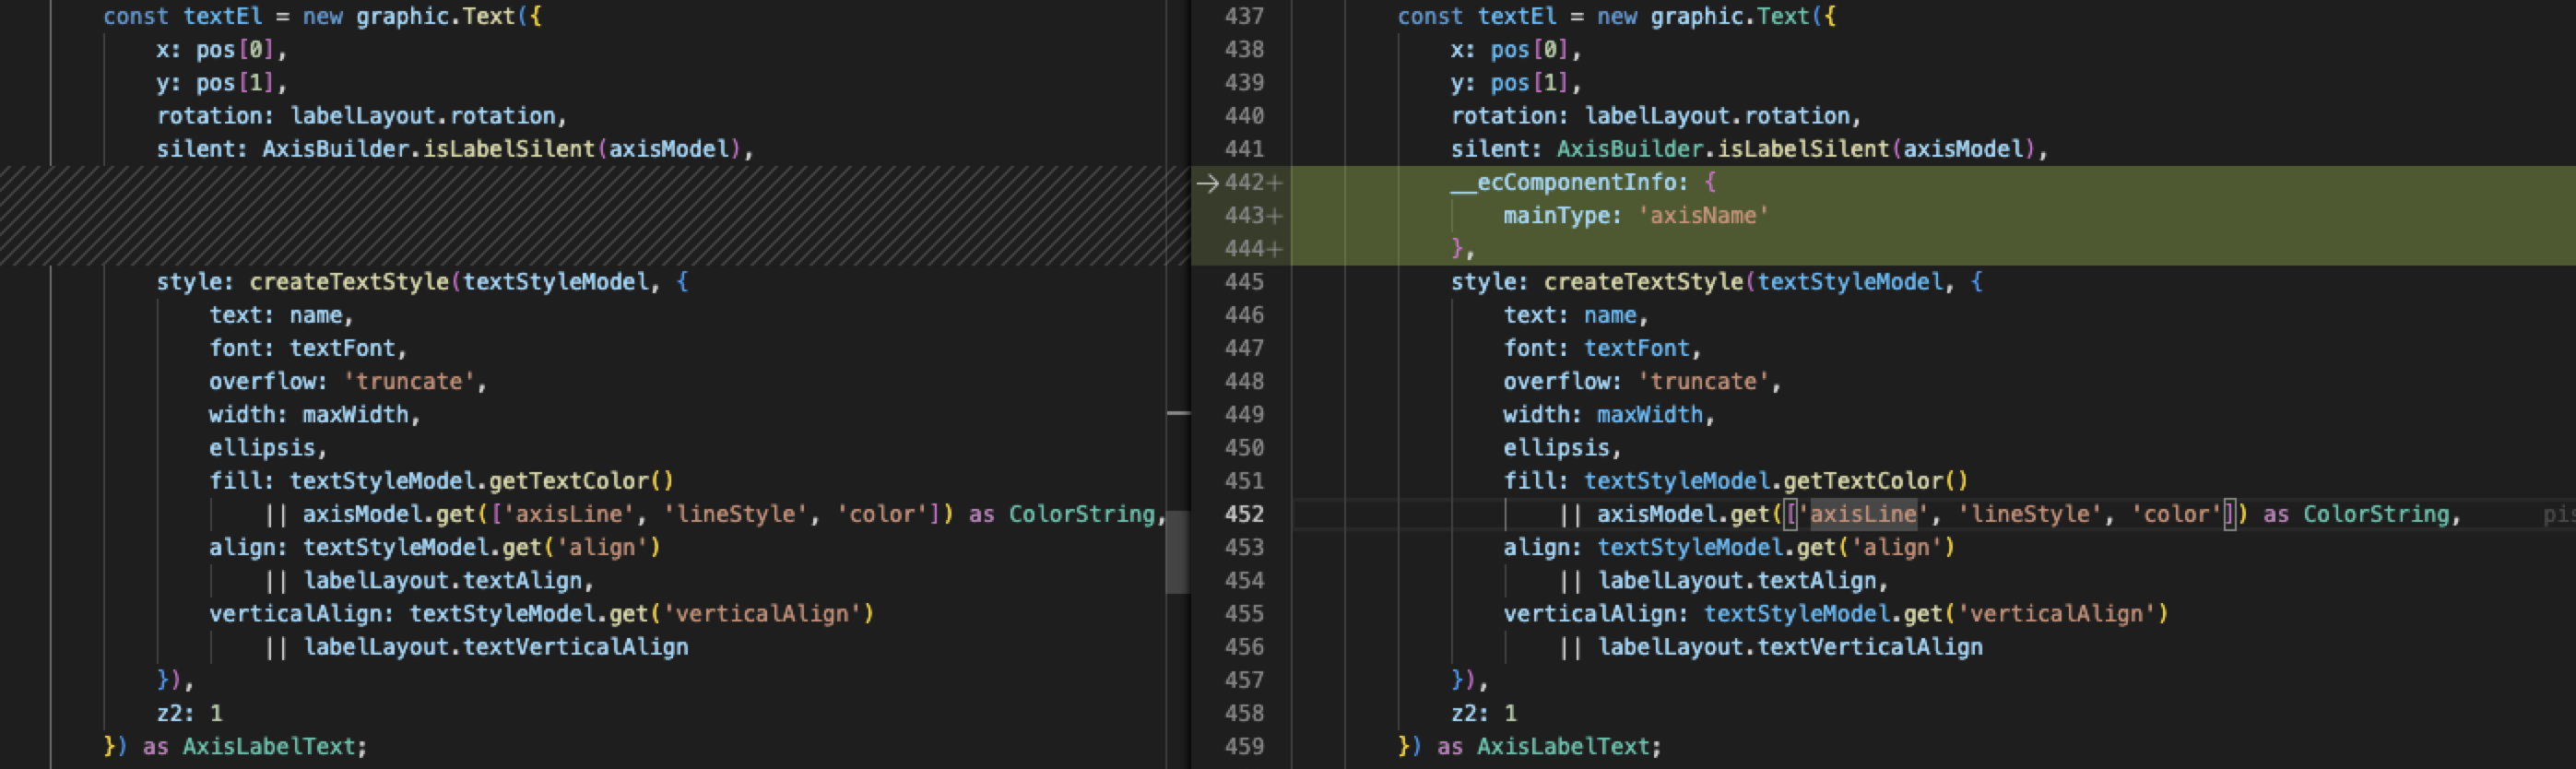 const textEl = new graphic.Text({
x: pos[0],
y: pos[1],
rotation: labelLayout.rotation,
silent: AxisBuilder.isLabelSilent(axisModel),
style: createTextStyle(textStyleModel, {
text: name,
font: textFont,
overflow: 'truncate',
width: maxWidth,
ellipsis,
fill: textStyleModel.getTextColor()
|| axisModel.get(['axisLine', 'lineStyle', 'color']) as ColorString,
align: textStyleModel.get('align')
|| labelLayout.textAlign,
verticalAlign: textStyleModel.get('verticalAlign')
|| labelLayout.textVerticalAlign
}),
z2: 1
}) as AxisLabelText;
437 const textEl = new graphic.Text({
438 x: pos[0],
439 y: pos[1],
440 rotation: labelLayout.rotation,
441 silent: AxisBuilder.isLabelSilent(axisModel),
→442+ __ecComponentInfo: {
443+ mainType: 'axisName'
444+ },
445 style: createTextStyle(textStyleModel, {
446 text: name,
447 font: textFont,
448 overflow: 'truncate',
449 width: maxWidth,
450 ellipsis,
451 fill: textStyleModel.getTextColor()
452 || axisModel.get(['axisLine', 'lineStyle', 'color']) as ColorString,
453 align: textStyleModel.get('align')
454 || labelLayout.textAlign,
455 verticalAlign: textStyleModel.get('verticalAlign')
456 || labelLayout.textVerticalAlign
457 }),
458 z2: 1
459 }) as AxisLabelText;